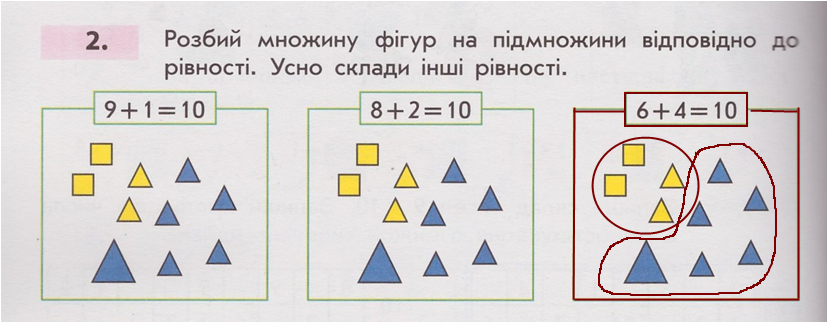 2. Розбий множину фігур на підмножини відповідно до
рівності. Усно склади інші рівності.
9+1=10
8+2=10
6+4=10